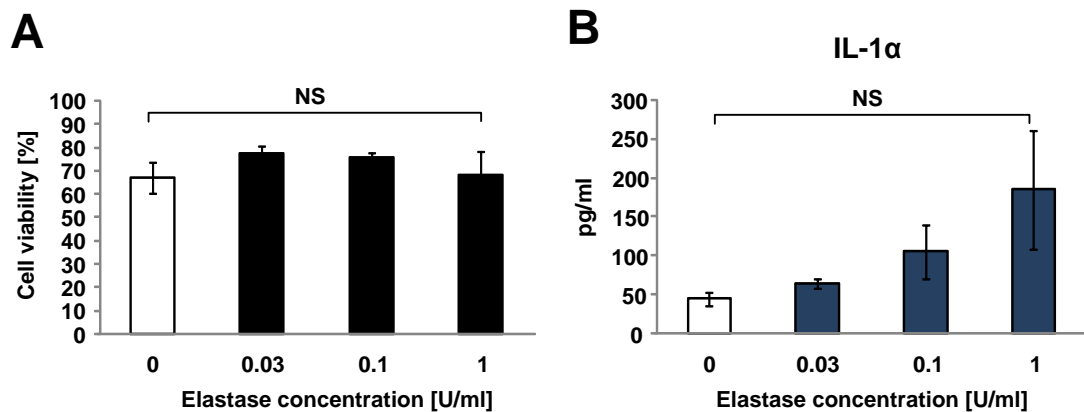 A
NS
100
90
80
70
60
50
40
30
20
10
0
Cell viability [%]
0 0.03 0.1 1
Elastase concentration [U/ml]
B
IL-1α
NS
300
250
200
150
100
50
0
pg/ml
0 0.03 0.1 1
Elastase concentration [U/ml]